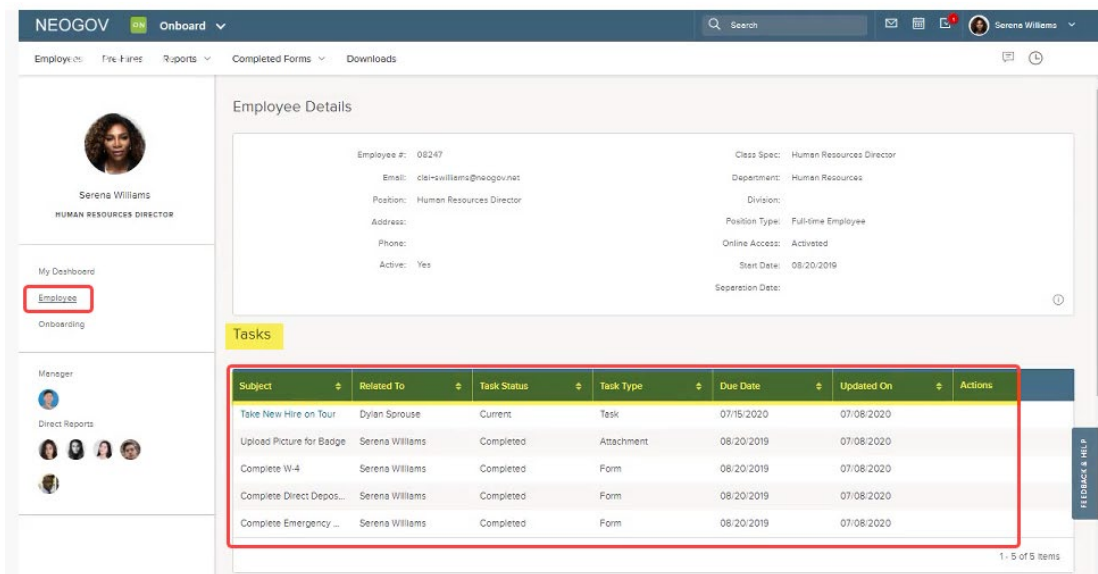 NEOGOV ON Onboard Search 1 Serena Williams
Employees Pre-Hires Reports Completed Forms Downloads
Serena Williams
HUMAN RESOURCES DIRECTOR
My Dashboard
Employee
Onboarding
Manager
Direct Reports
Employee Details
Employee #: 08247 Class Spec: Human Resources Director
Email: clai+swilliams@neogov.net Department: Human Resources
Position: Human Resources Director Division:
Address: Position Type: Full-time Employee
Phone: Online Access: Activated
Active: Yes Start Date: 08/20/2019
Separation Date:
Tasks
Subject Related To Task Status Task Type Due Date Updated On Actions
Take New Hire on Tour Dylan Sprouse Current Task 07/15/2020 07/08/2020
Upload Picture for Badge Serena Williams Completed Attachment 08/20/2019 07/08/2020
Complete W-4 Serena Williams Completed Form 08/20/2019 07/08/2020
Complete Direct Depos... Serena Williams Completed Form 08/20/2019 07/08/2020
Complete Emergency ... Serena Williams Completed Form 08/20/2019 07/08/2020
1 - 5 of 5 items
FEEDBACK & HELP